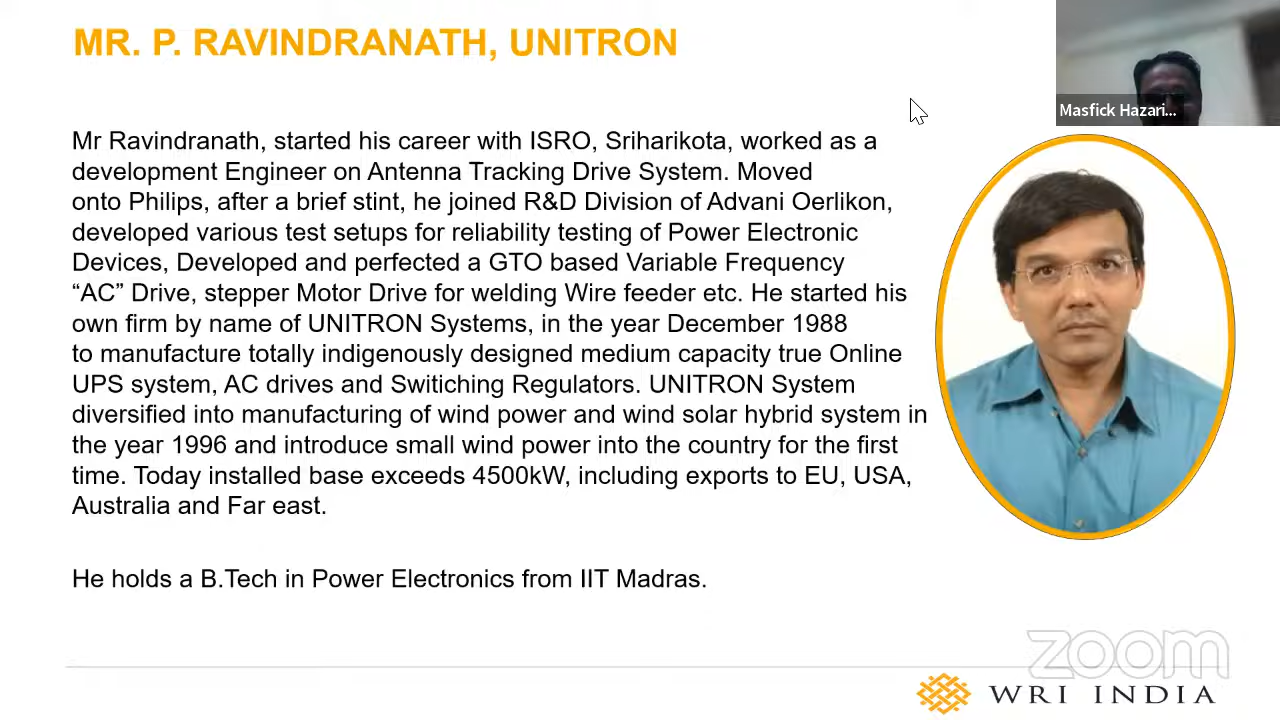 MR. P. RAVINDRANATH, UNITRON
Masfick Hazari...
Mr Ravindranath, started his career with ISRO, Sriharikota, worked as a
development Engineer on Antenna Tracking Drive System. Moved
onto Philips, after a brief stint, he joined R&D Division of Advani Oerlikon,
developed various test setups for reliability testing of Power Electronic
Devices, Developed and perfected a GTO based Variable Frequency
“AC” Drive, stepper Motor Drive for welding Wire feeder etc. He started his
own firm by name of UNITRON Systems, in the year December 1988
to manufacture totally indigenously designed medium capacity true Online
UPS system, AC drives and Switiching Regulators. UNITRON System
diversified into manufacturing of wind power and wind solar hybrid system in
the year 1996 and introduce small wind power into the country for the first
time. Today installed base exceeds 4500kW, including exports to EU, USA,
Australia and Far east.
He holds a B.Tech in Power Electronics from IIT Madras.
zoom
WRI INDIA